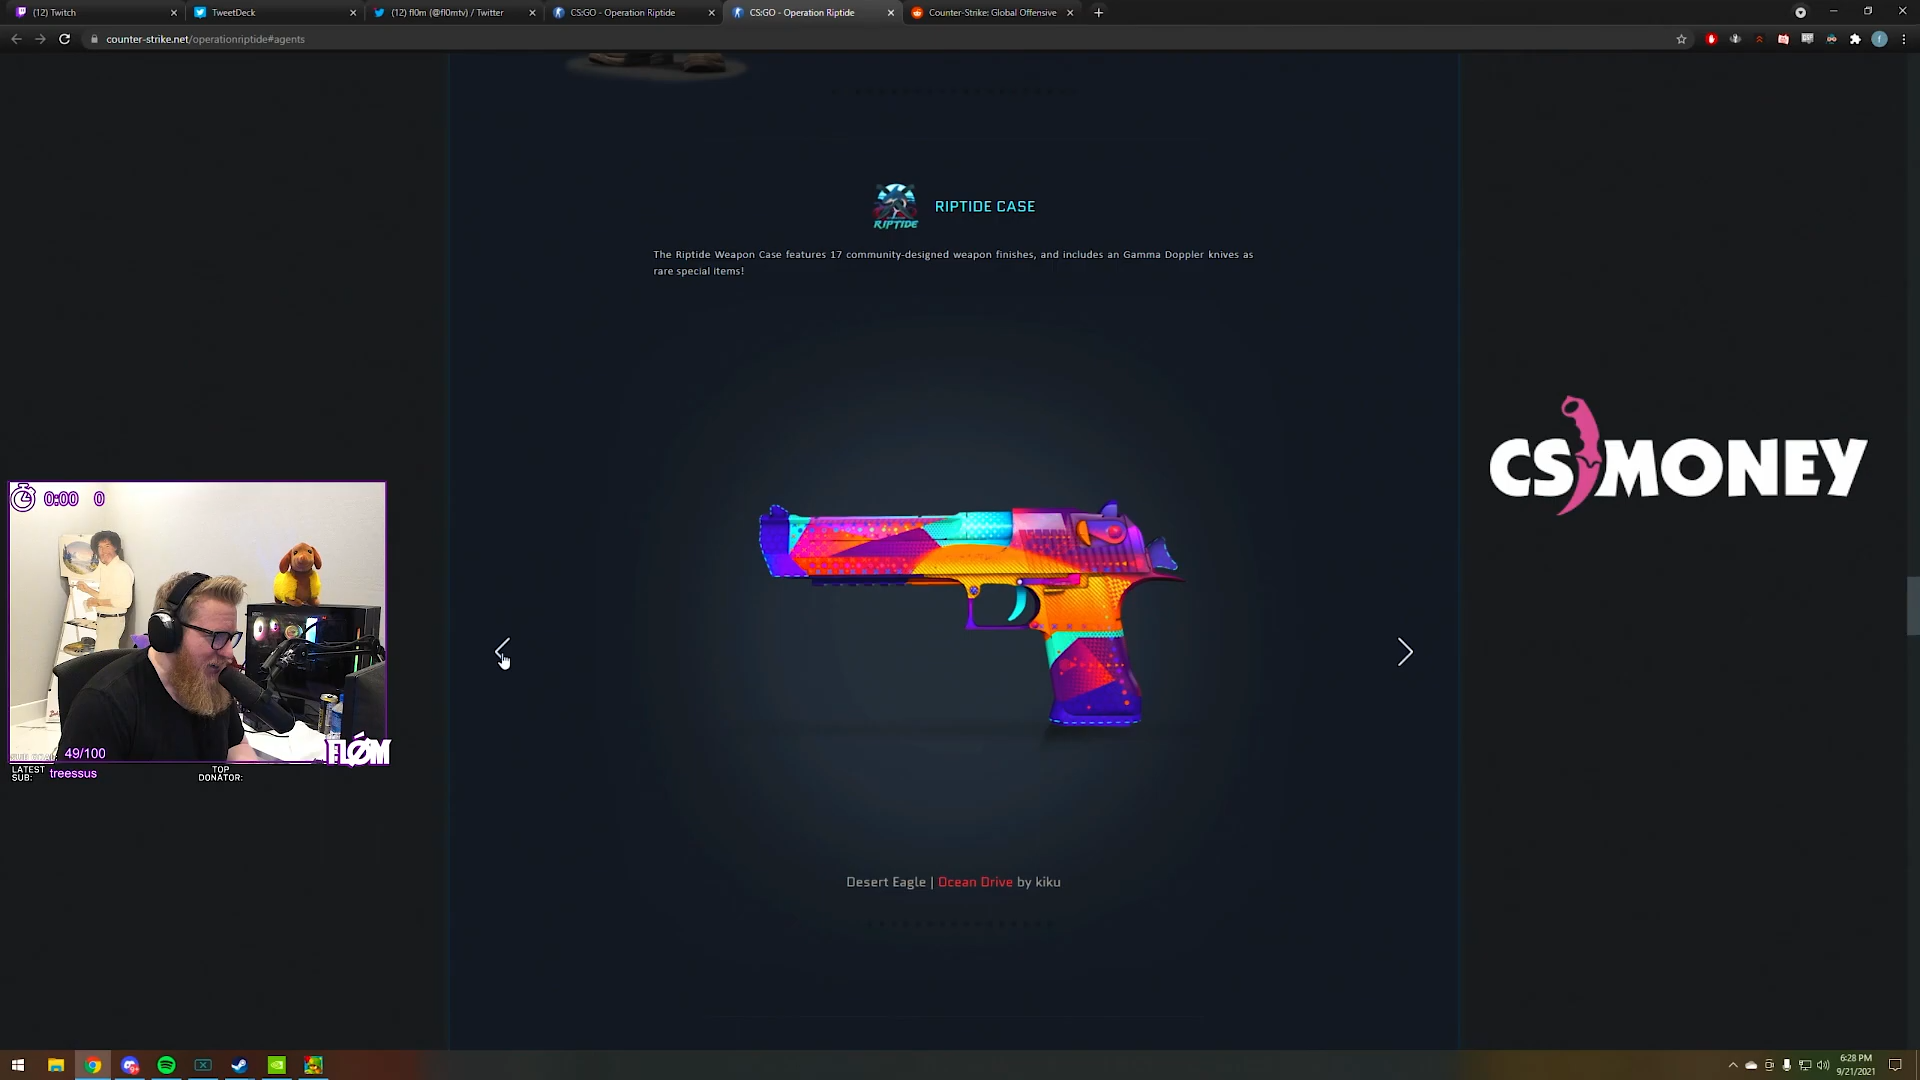 (12) Twitch
TweetDeck
(12) fl0m (@fl0mtv) / Twitter
CS:GO - Operation Riptide
CS:GO - Operation Riptide
Counter-Strike: Global Offensive
counter-strike.net/operationriptide#agents
RIPTIDE
RIPTIDE CASE
The Riptide Weapon Case features 17 community-designed weapon finishes, and includes an Gamma Doppler knives as
rare special items!
CS MONEY
0:00 0
49/100
FLØM
LATEST
SUB:
treessus
TOP
DONATOR:
Desert Eagle | Ocean Drive by kiku
6:28 PM
9/21/2021